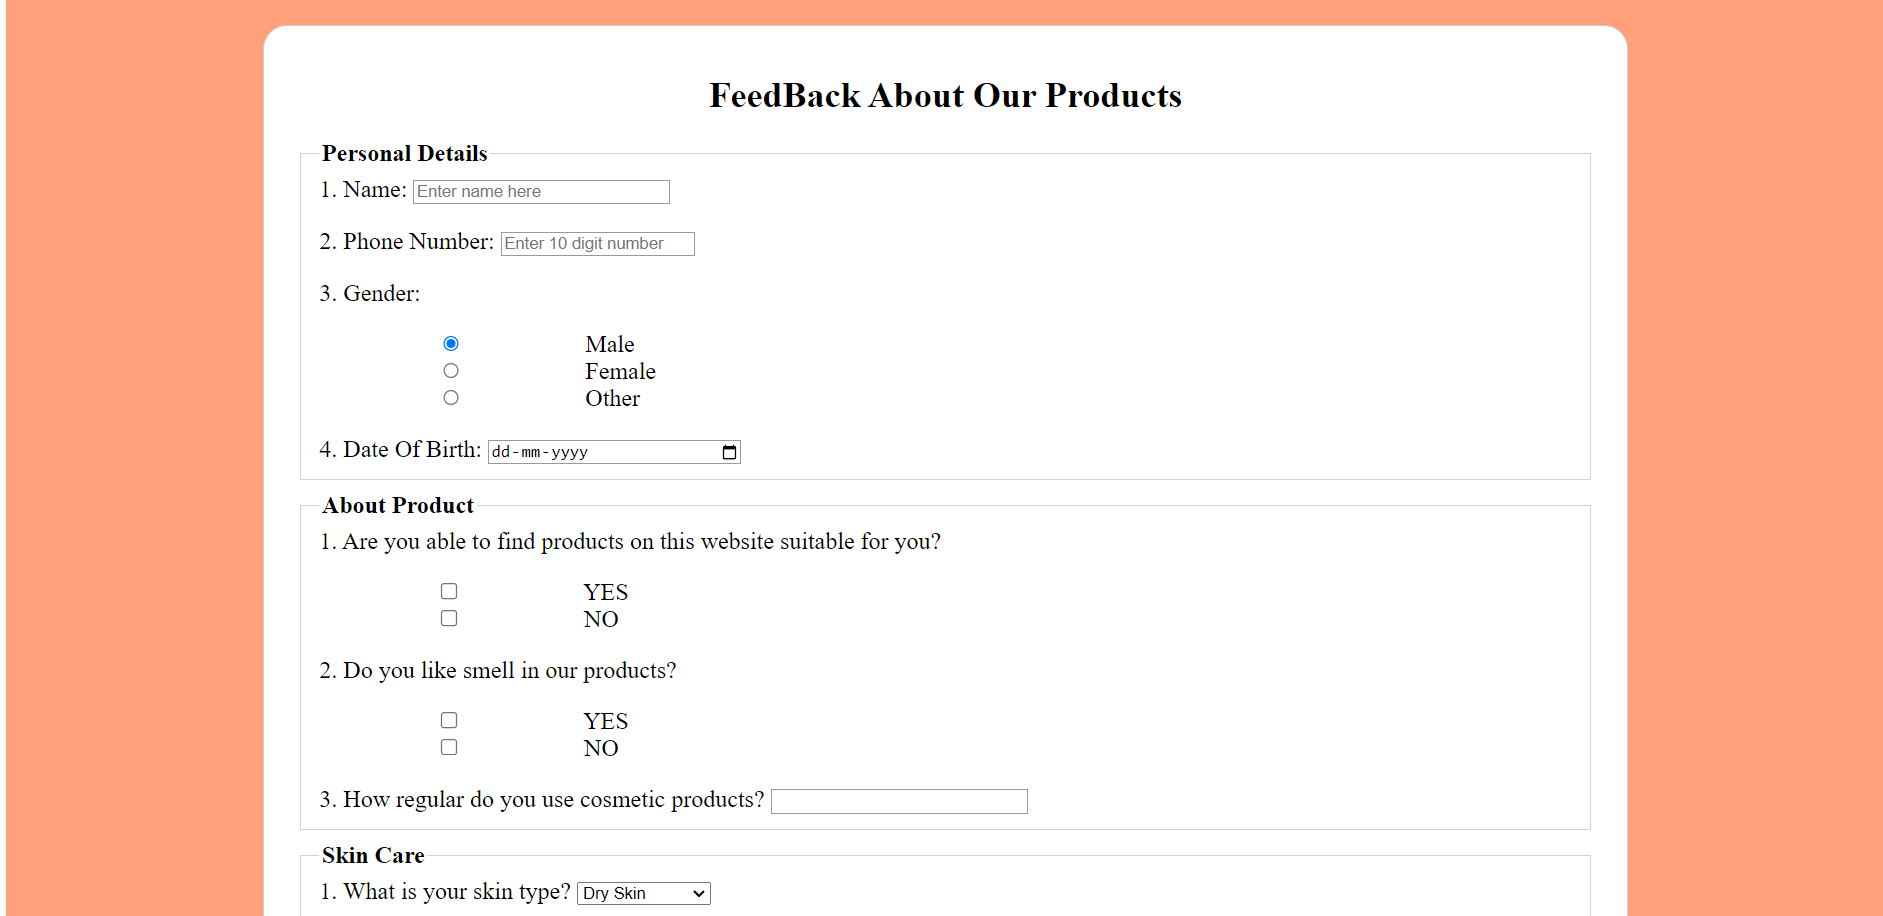 FeedBack About Our Products
Personal Details
1. Name: Enter name here
2. Phone Number: Enter 10 digit number
3. Gender:
Male
Female
Other
4. Date Of Birth: dd-mm-yyyy
About Product
1. Are you able to find products on this website suitable for you?
YES
NO
2. Do you like smell in our products?
YES
NO
3. How regular do you use cosmetic products?
Skin Care
1. What is your skin type? Dry Skin